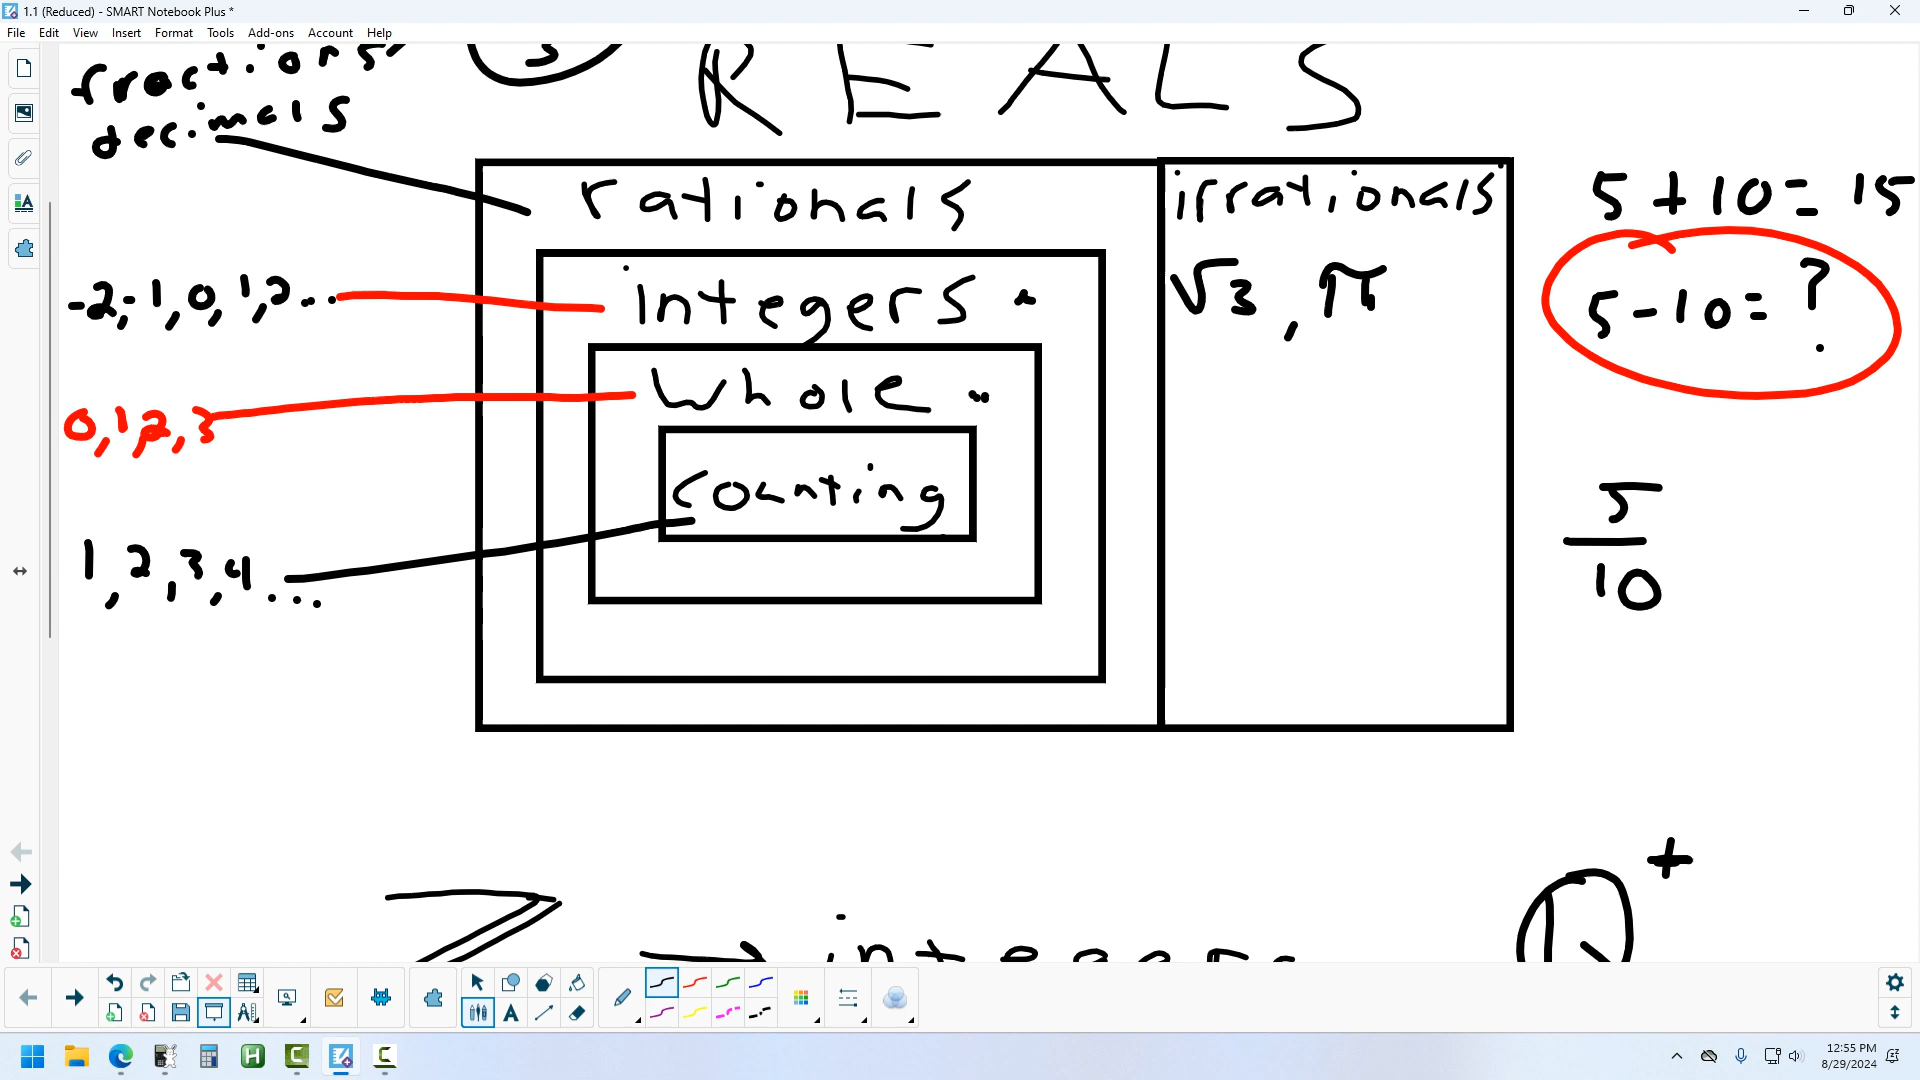 1.1 (Reduced) - SMART Notebook Plus *
File Edit View Insert Format Tools Add-ons Account Help
fractions,
decimals
3
REALS
rationals
irrationals
5 + 10 = 15
-2,-1,0,1,2...
integers
√3, π
5 - 10 = ?
0,1,2,3
whole
counting
5
10
1,2,3,4...
+
→ integers
A
12:55 PM
8/29/2024